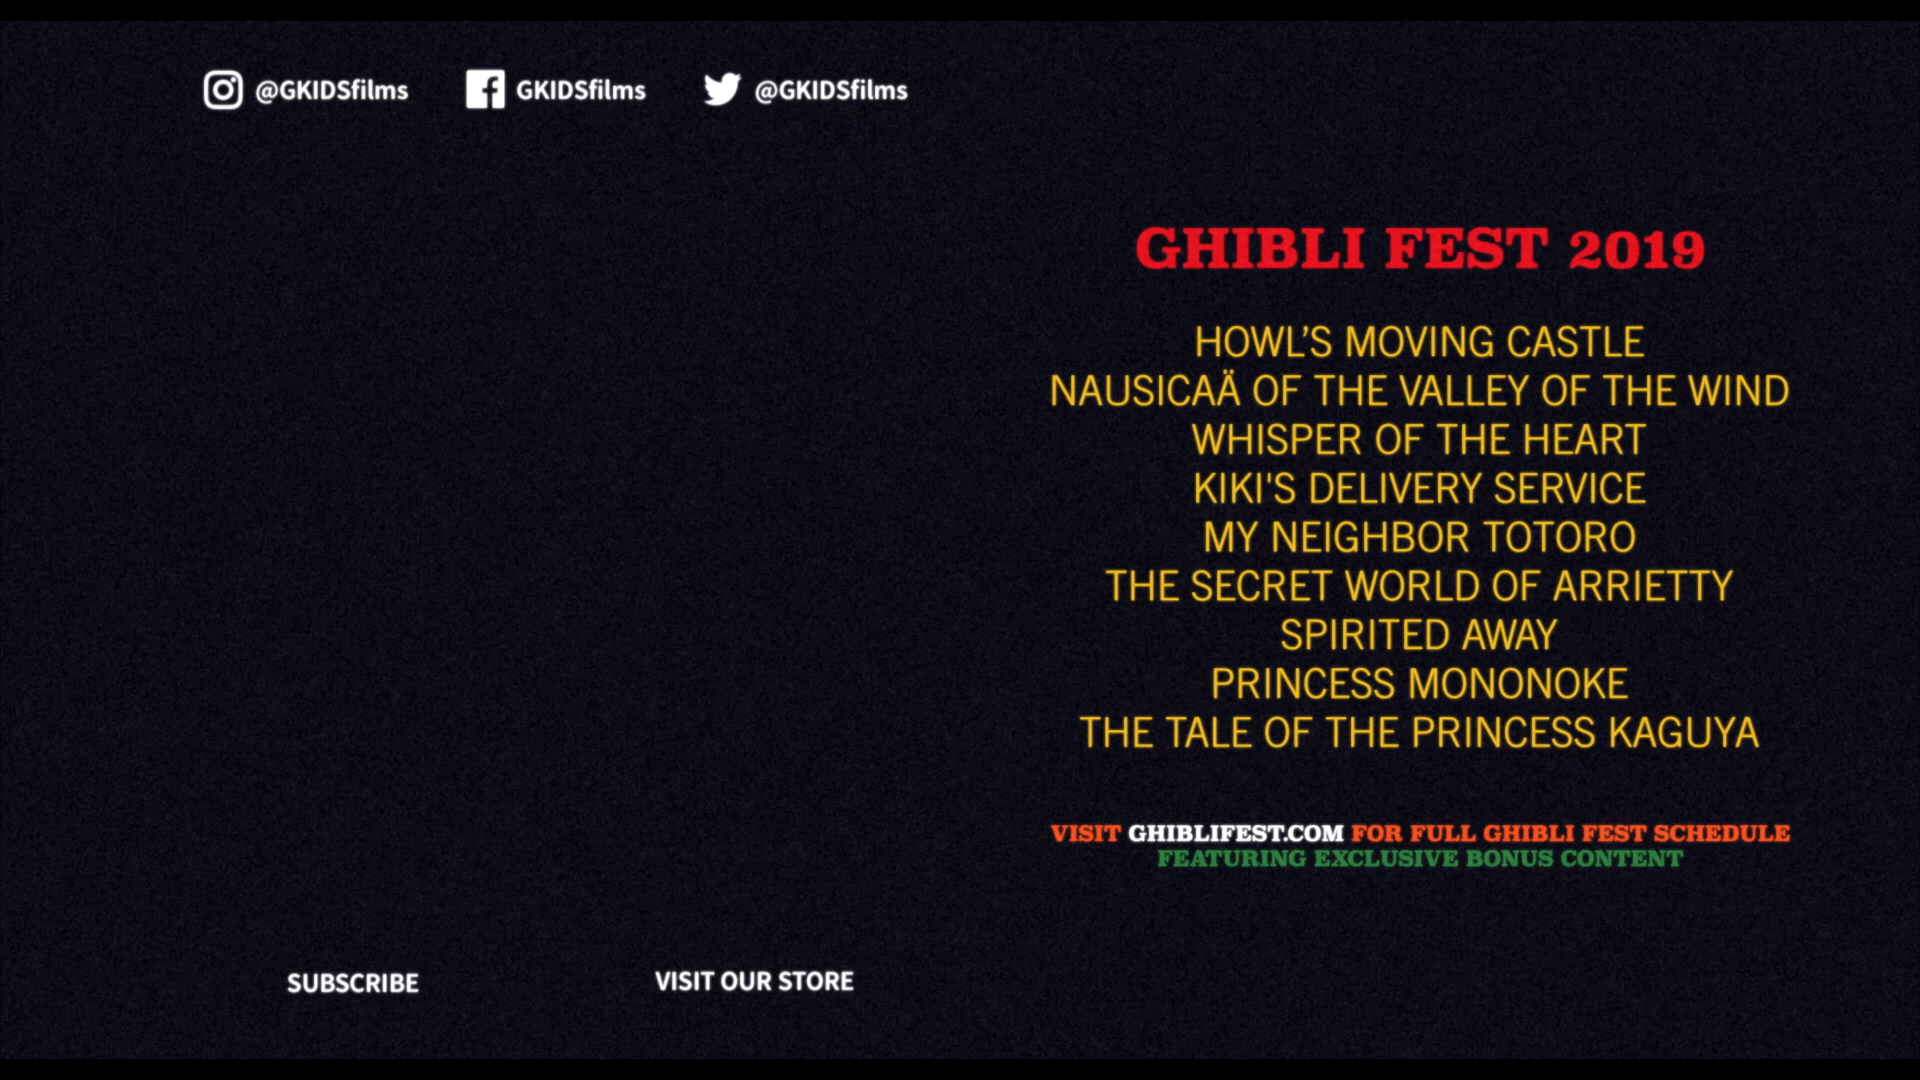 @GKIDSfilms GKIDSfilms @GKIDSfilms
GHIBLI FEST 2019
HOWL’S MOVING CASTLE
NAUSICAÄ OF THE VALLEY OF THE WIND
WHISPER OF THE HEART
KIKI'S DELIVERY SERVICE
MY NEIGHBOR TOTORO
THE SECRET WORLD OF ARRIETTY
SPIRITED AWAY
PRINCESS MONONOKE
THE TALE OF THE PRINCESS KAGUYA
VISIT GHIBLIFEST.COM FOR FULL GHIBLI FEST SCHEDULE
FEATURING EXCLUSIVE BONUS CONTENT
SUBSCRIBE VISIT OUR STORE